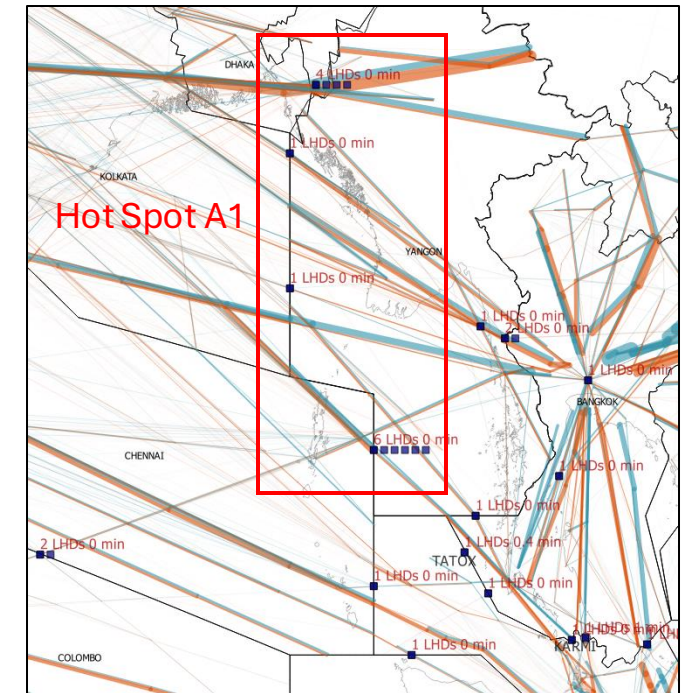 DHAKA
4 LHDs 0 min
1 LHDs 0 min
KOLKATA
Hot Spot A1
YANGON
1 LHDs 0 min
1 LHDs 0 min
2 LHDs 0 min
1 LHDs 0 min
BANGKOK
6 LHDs 0 min
CHENNAI
1 LHDs 0 min
1 LHDs 0 min
2 LHDs 0 min
1 LHDs 0.4 min
TATOX
1 LHDs 0 min
1 LHDs 0 min
KARMI
1 LHDs 0 min
COLOMBO